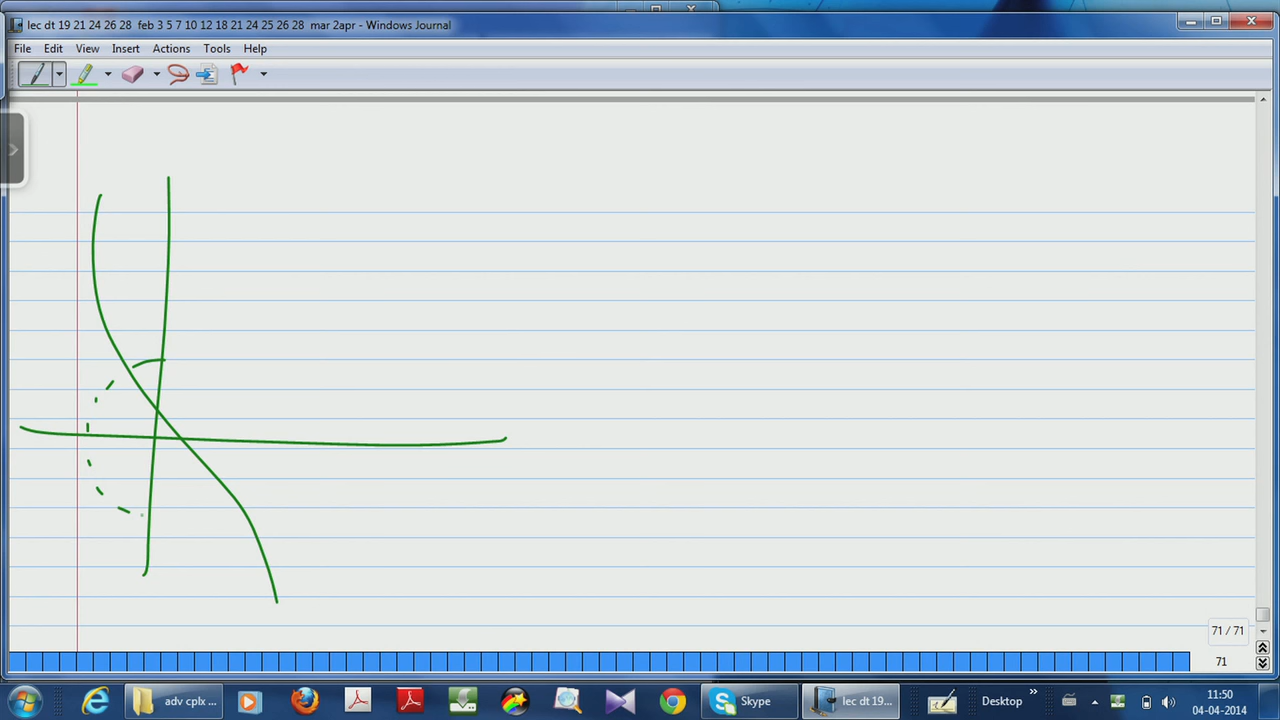 lec dt 19 21 24 26 28 feb 3 5 7 10 12 18 21 24 25 26 28 mar 2apr - Windows Journal
File Edit View Insert Actions Tools Help
71 / 71
71
adv cplx ...
Skype
lec dt 19...
Desktop
11:50
04-04-2014